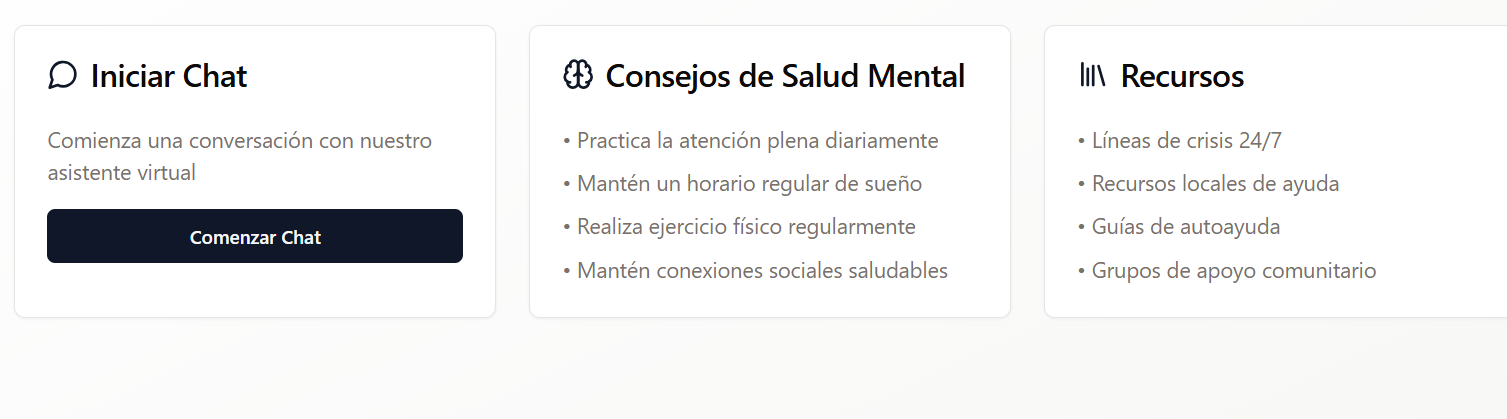 Iniciar Chat
Comienza una conversación con nuestro
asistente virtual
Comenzar Chat
Consejos de Salud Mental
• Practica la atención plena diariamente
• Mantén un horario regular de sueño
• Realiza ejercicio físico regularmente
• Mantén conexiones sociales saludables
Recursos
• Líneas de crisis 24/7
• Recursos locales de ayuda
• Guías de autoayuda
• Grupos de apoyo comunitario